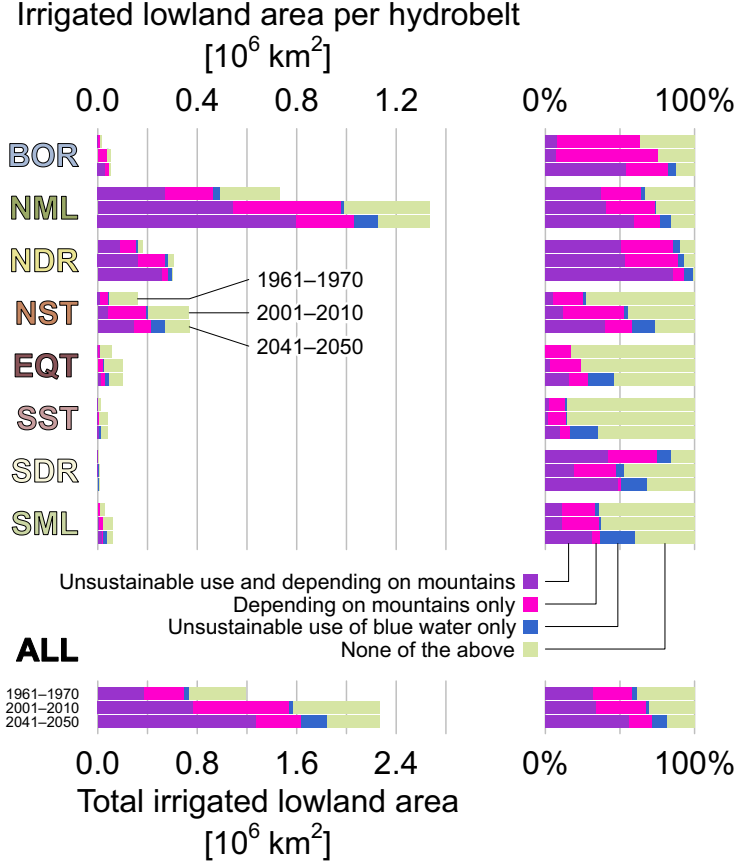 Irrigated lowland area per hydrobelt
[10⁶ km²]
0.0 0.4 0.8 1.2 0% 100%
BOR
NML
NDR
1961–1970
NST
2001–2010
2041–2050
EQT
SST
SDR
SML
Unsustainable use and depending on mountains
Depending on mountains only
Unsustainable use of blue water only
None of the above
ALL
1961–1970
2001–2010
2041–2050
0.0 0.8 1.6 2.4 0% 100%
Total irrigated lowland area
[10⁶ km²]